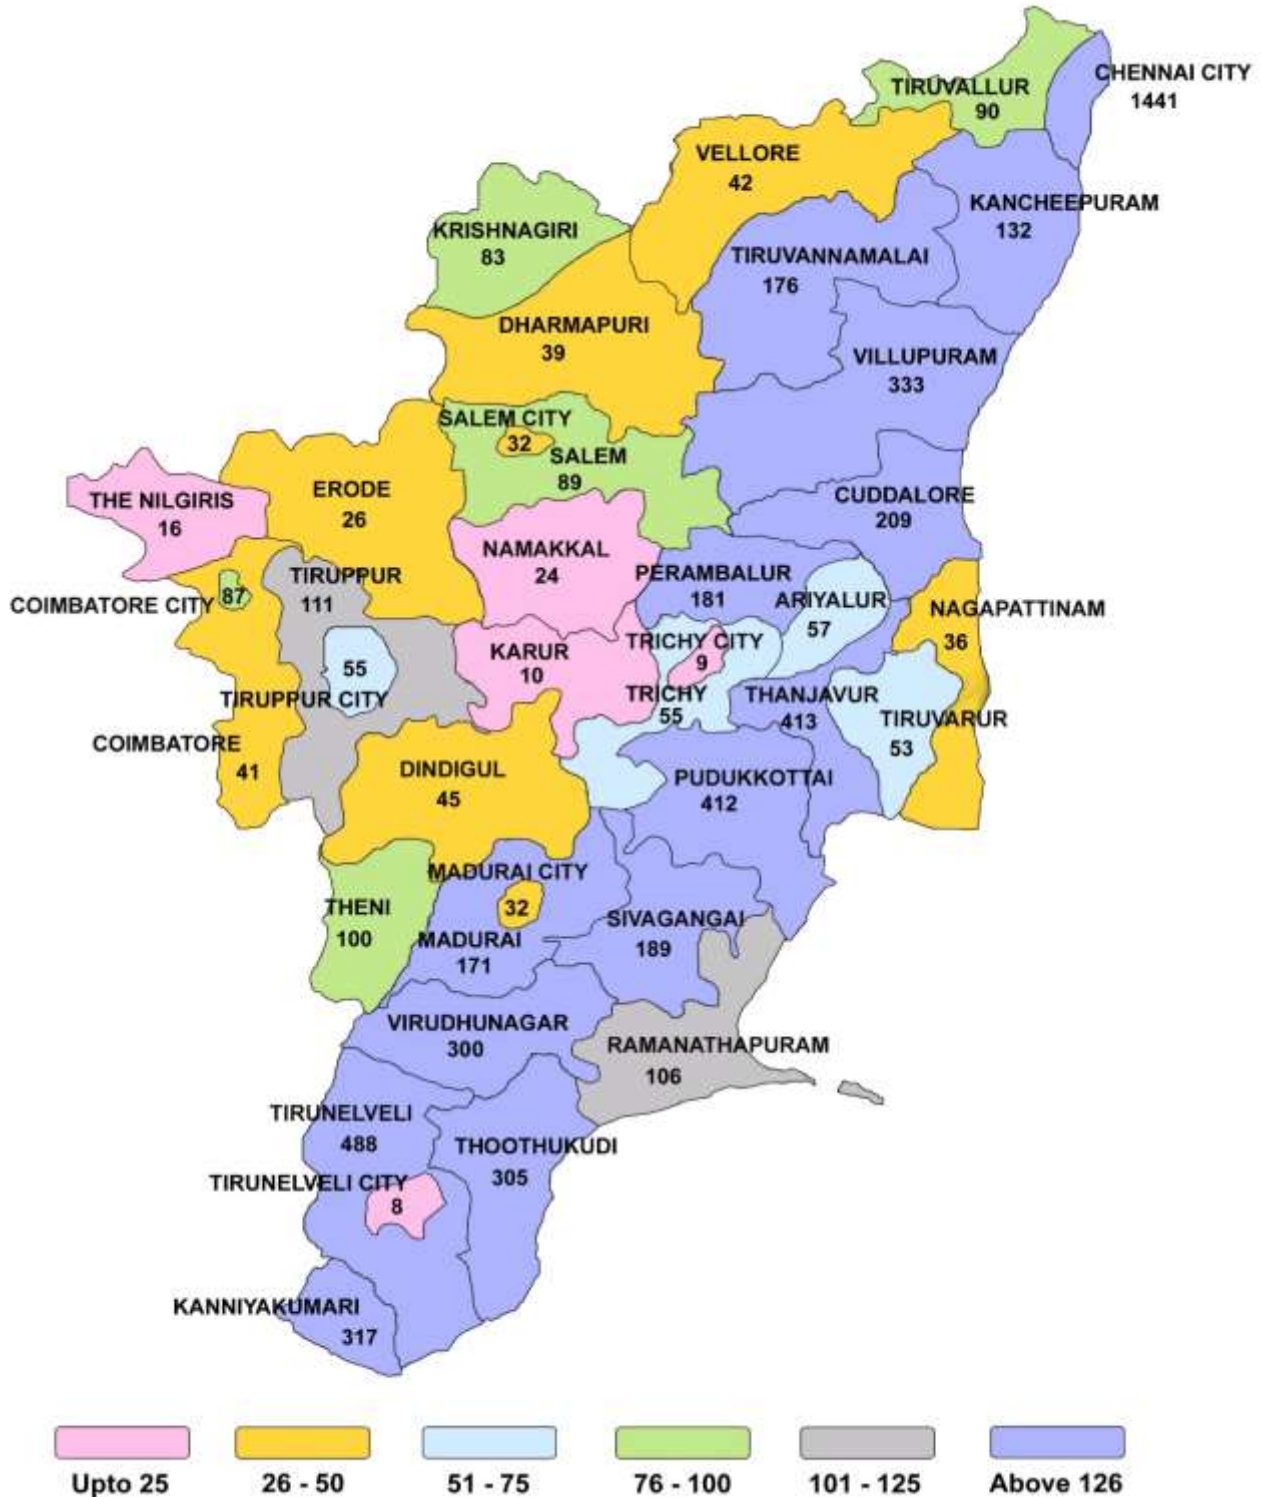 CHENNAI CITY
1441
TIRUVALLUR
90
VELLORE
42
KANCHEEPURAM
132
KRISHNAGIRI
83
TIRUVANNAMALAI
176
DHARMAPURI
39
VILLUPURAM
333
SALEM CITY
32
SALEM
89
THE NILGIRIS
16
ERODE
26
CUDDALORE
209
NAMAKKAL
24
PERAMBALUR
181
COIMBATORE CITY
87
TIRUPPUR
111
ARIYALUR
57
NAGAPATTINAM
36
KARUR
10
TRICHY CITY
9
55
TIRUPPUR CITY
TRICHY
55
THANJAVUR
413
TIRUVARUR
53
COIMBATORE
41
DINDIGUL
45
PUDUKKOTTAI
412
MADURAI CITY
32
THENI
100
MADURAI
171
SIVAGANGAI
189
VIRUDHUNAGAR
300
RAMANATHAPURAM
106
TIRUNELVELI
488
THOOTHUKUDI
305
TIRUNELVELI CITY
8
KANNIYAKUMARI
317
Upto 25
26 - 50
51 - 75
76 - 100
101 - 125
Above 126